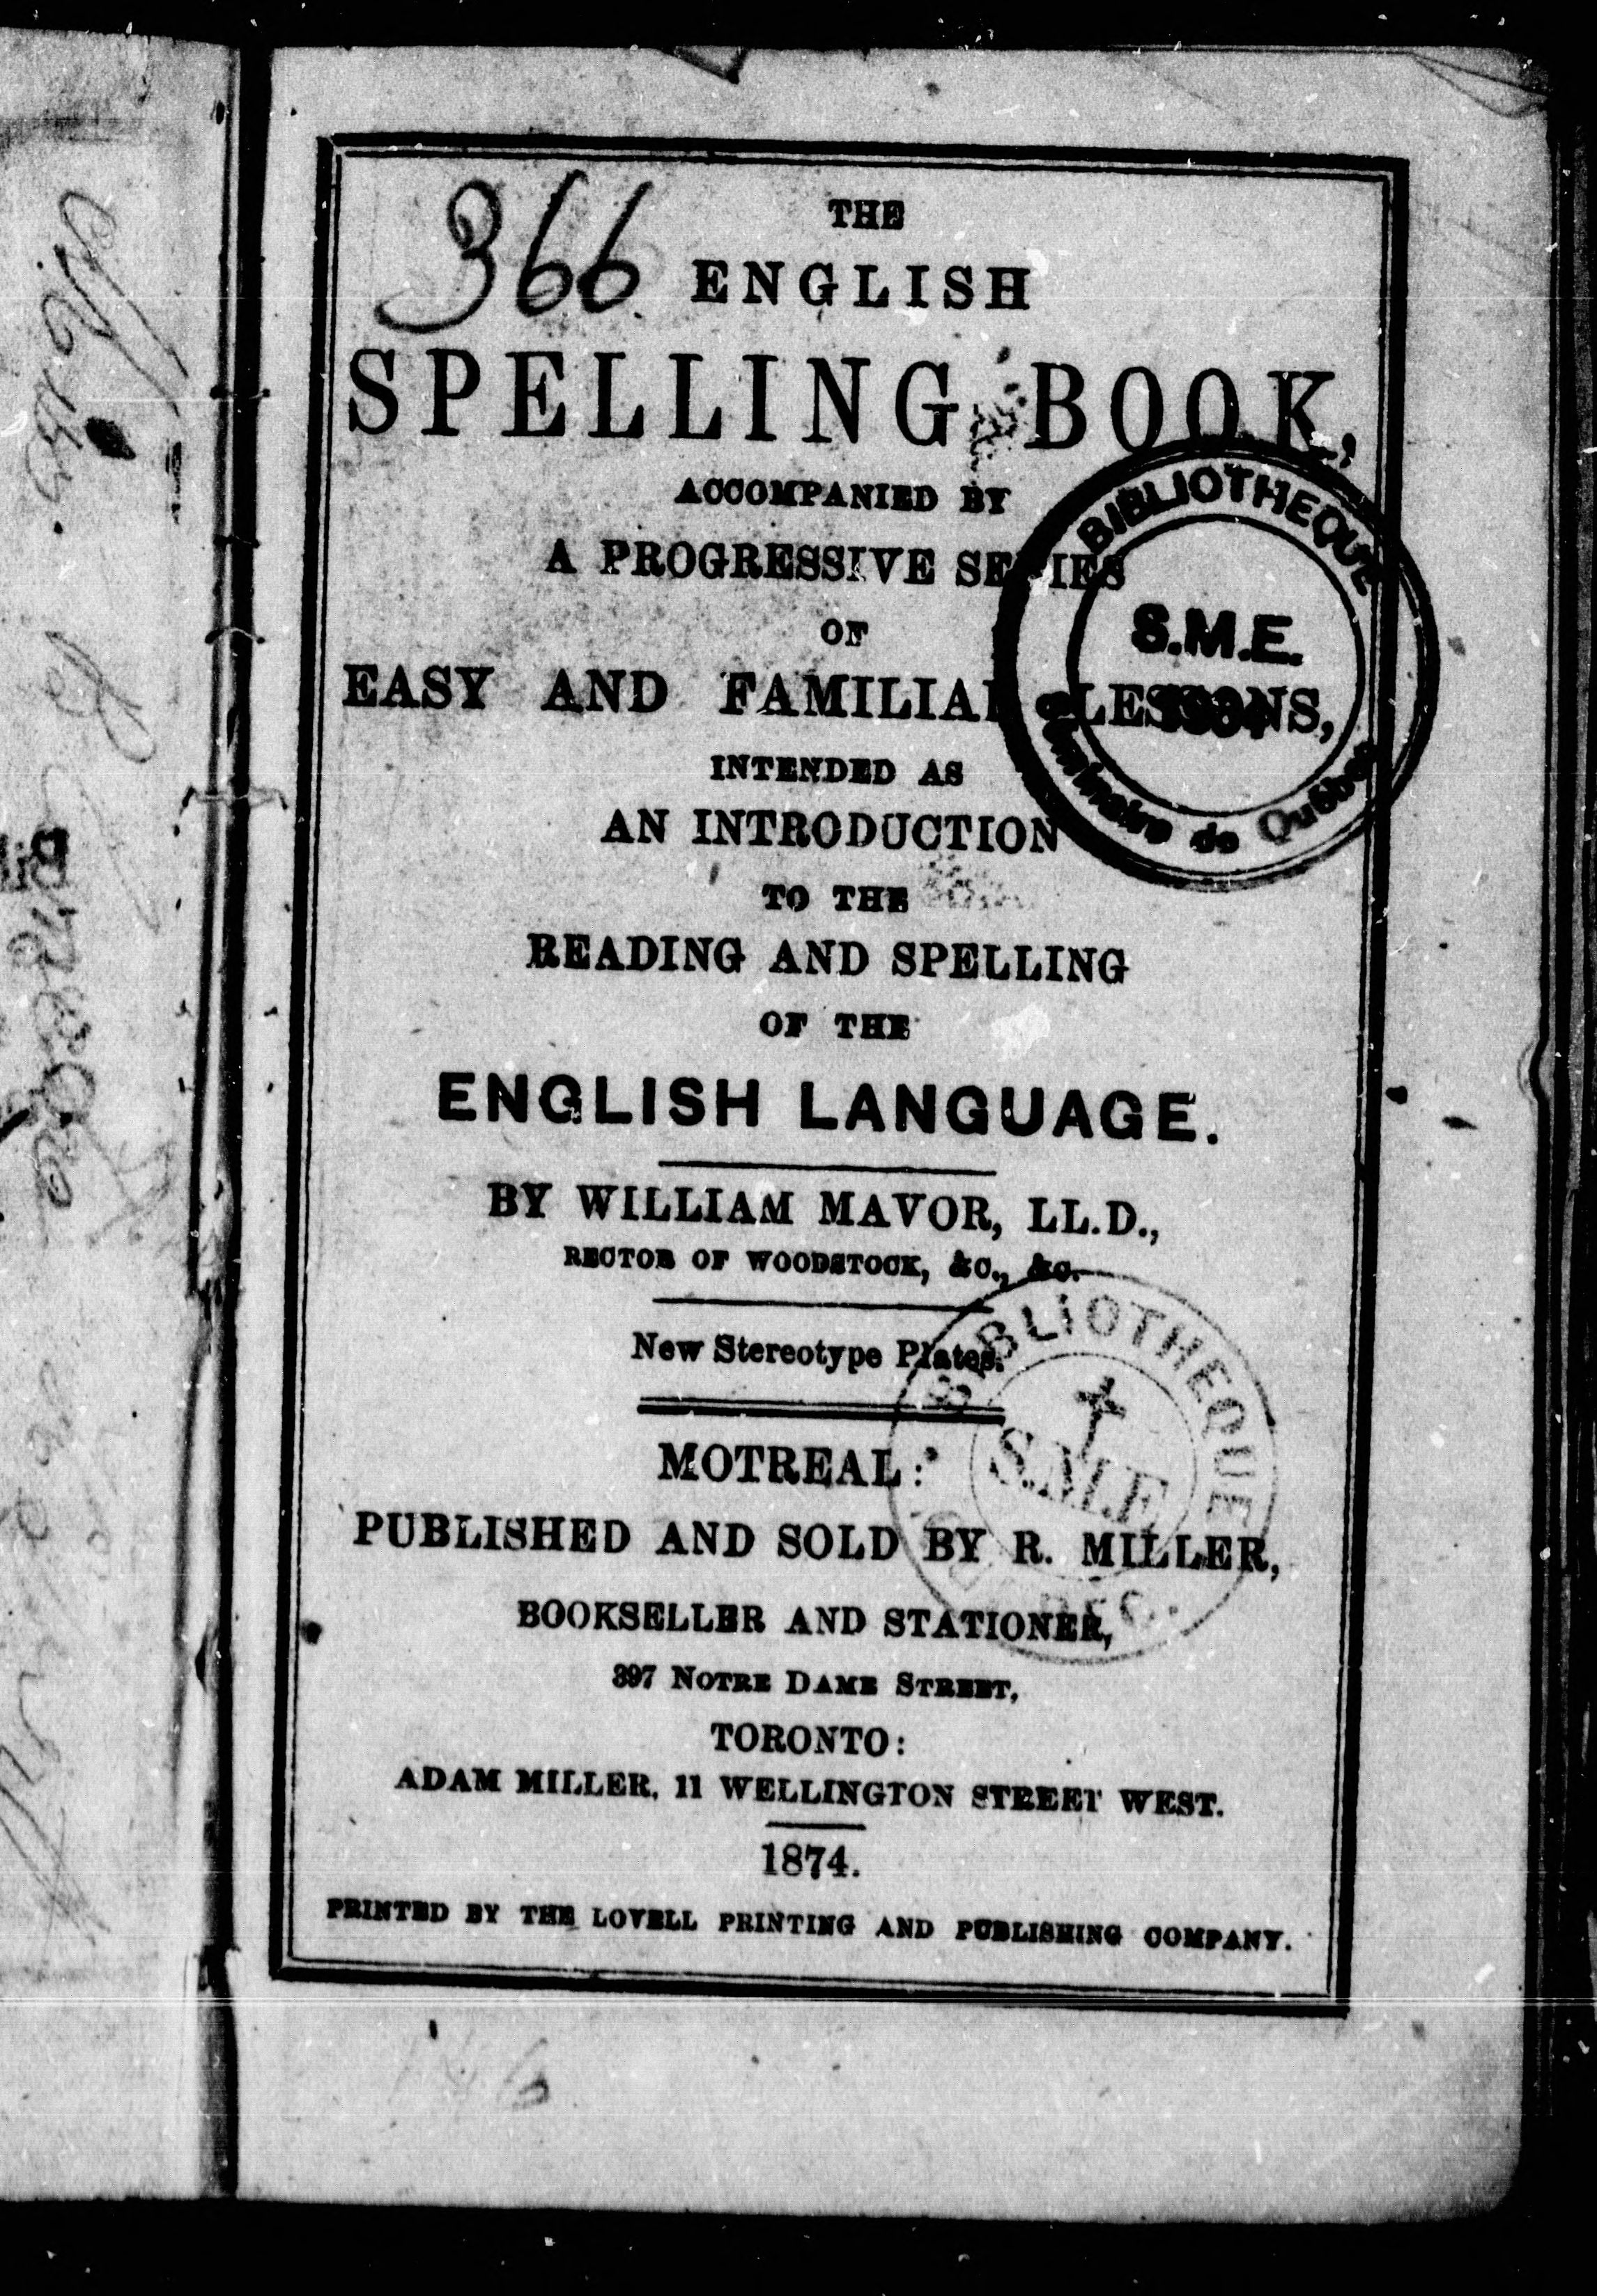 366
THE
ENGLISH
SPELLING BOOK,
ACCOMPANIED BY
A PROGRESSIVE SERIES
OF
EASY AND FAMILIAR LESSONS,
INTENDED AS
AN INTRODUCTION
TO THE
READING AND SPELLING
OF THE
ENGLISH LANGUAGE.
BY WILLIAM MAVOR, LL.D.,
RECTOR OF WOODSTOCK, &C., &C.
New Stereotype Plates.
MOTREAL:
PUBLISHED AND SOLD BY R. MILLER,
BOOKSELLER AND STATIONER,
397 NOTRE DAME STREET,
TORONTO:
ADAM MILLER, 11 WELLINGTON STREET WEST.
1874.
PRINTED BY THE LOVELL PRINTING AND PUBLISHING COMPANY.
BIBLIOTHEQUE
S.M.E.
Séminaire de Québec
BIBLIOTHEQUE
S.M.E.